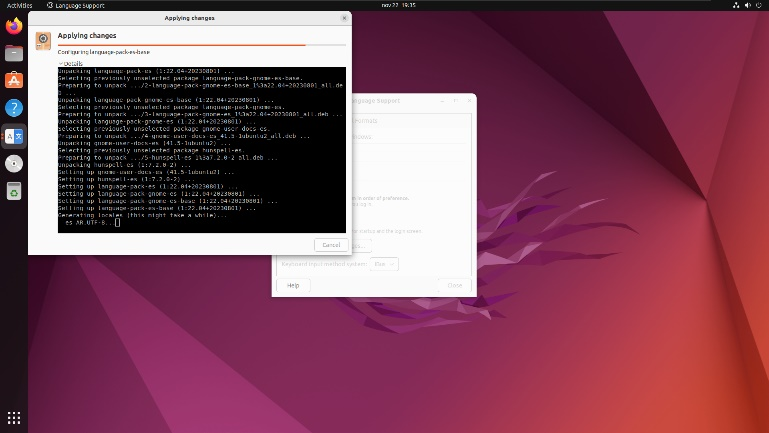 Activities
Language Support
nov 22 19:35
Applying changes
Applying changes
Configuring language-pack-es-base
Details
Unpacking language-pack-es (1:22.04+20230801) ...
Selecting previously unselected package language-pack-gnome-es-base.
Preparing to unpack .../2-language-pack-gnome-es-base_1%3a22.04+20230801_all.de
b ...
Unpacking language-pack-gnome-es-base (1:22.04+20230801) ...
Selecting previously unselected package language-pack-gnome-es.
Preparing to unpack .../3-language-pack-gnome-es_1%3a22.04+20230801_all.deb ...
Unpacking language-pack-gnome-es (1:22.04+20230801) ...
Selecting previously unselected package gnome-user-docs-es.
Preparing to unpack .../4-gnome-user-docs-es_41.5-1ubuntu2_all.deb ...
Unpacking gnome-user-docs-es (41.5-1ubuntu2) ...
Selecting previously unselected package hunspell-es.
Preparing to unpack .../5-hunspell-es_1%3a7.2.0-2_all.deb ...
Unpacking hunspell-es (1:7.2.0-2) ...
Setting up gnome-user-docs-es (41.5-1ubuntu2) ...
Setting up hunspell-es (1:7.2.0-2) ...
Setting up language-pack-es (1:22.04+20230801) ...
Setting up language-pack-gnome-es (1:22.04+20230801) ...
Setting up language-pack-gnome-es-base (1:22.04+20230801) ...
Setting up language-pack-es-base (1:22.04+20230801) ...
Generating locales (this might take a while)...
es_AR.UTF-8...
Cancel
Language Support
Formats
in order of preference.
startup and the login screen.
Keyboard input method system:
IBus
Help
Close